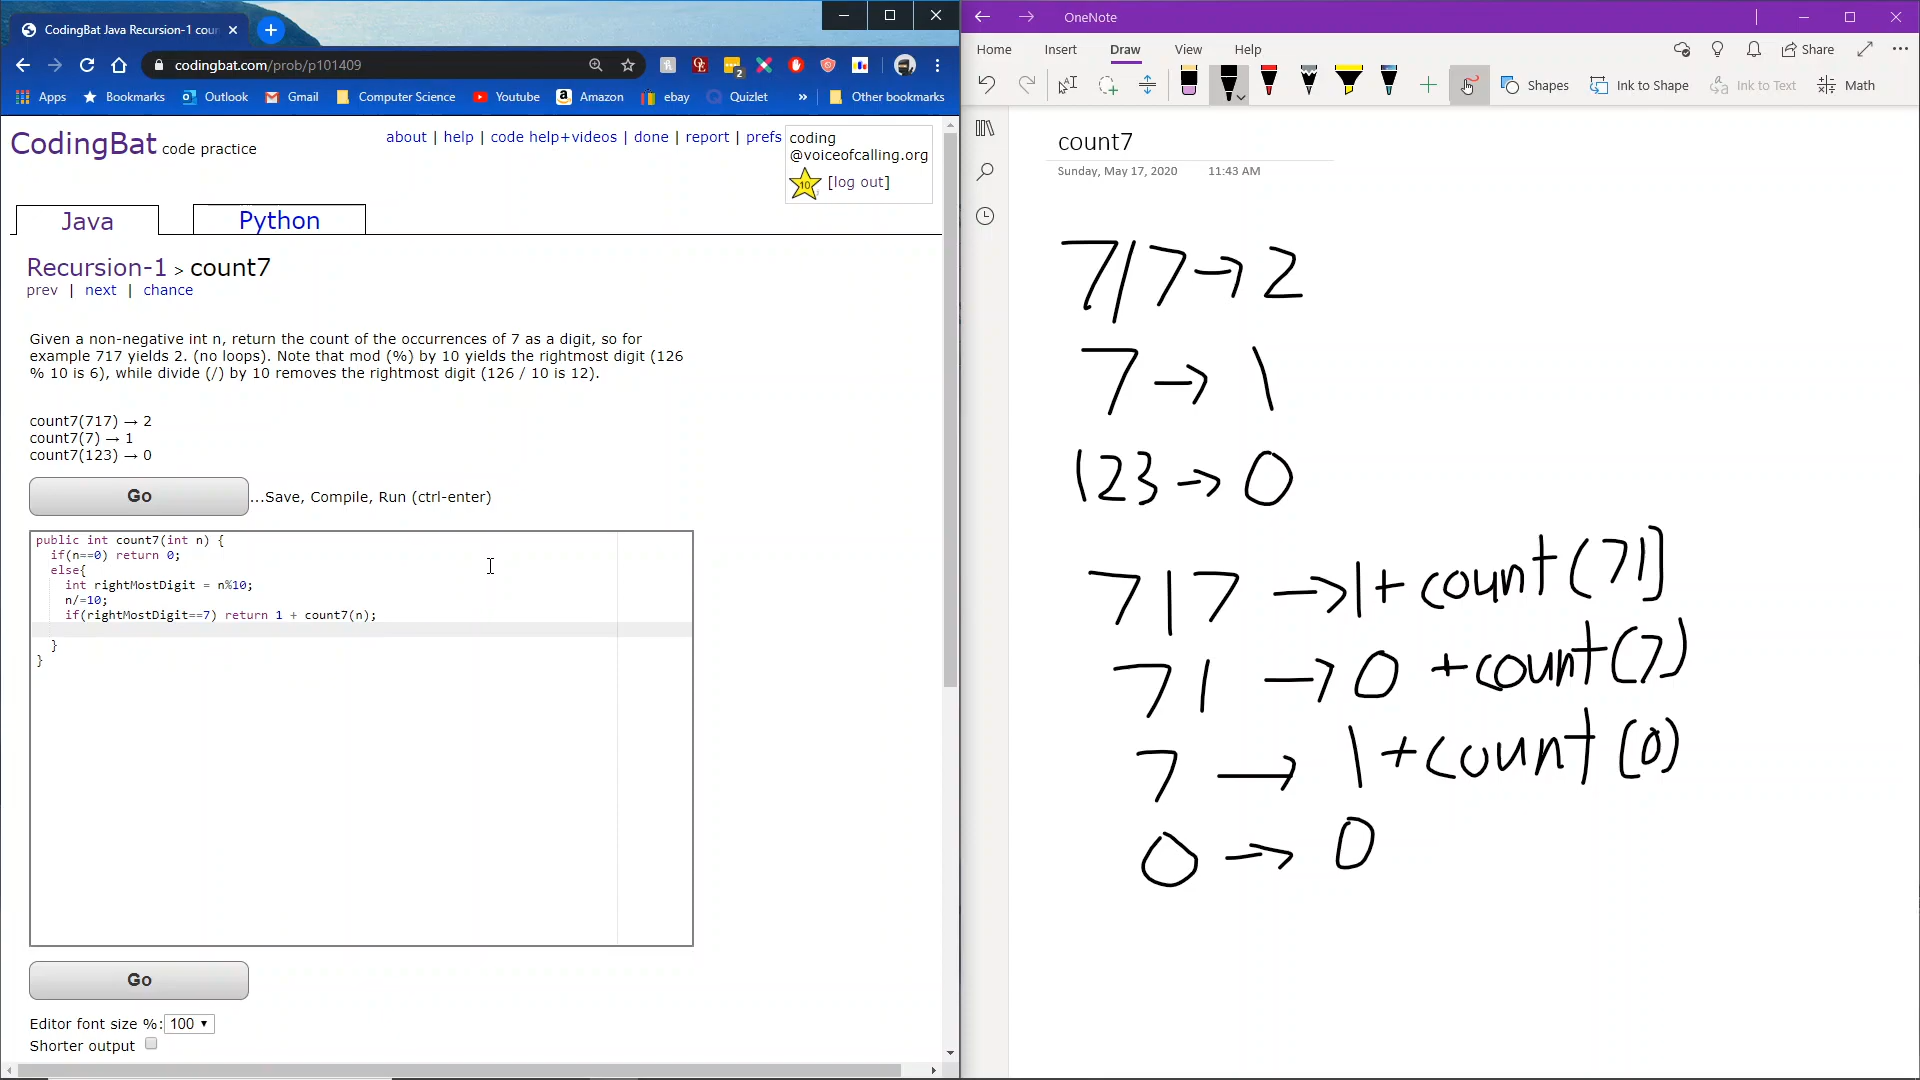 CodingBat Java Recursion-1 coun
codingbat.com/prob/p101409
Apps Bookmarks Outlook Gmail Computer Science Youtube Amazon ebay Quizlet » Other bookmarks
CodingBat code practice
about | help | code help+videos | done | report | prefs
coding
@voiceofcalling.org
10
[log out]
Java
Python
Recursion-1 > count7
prev | next | chance
Given a non-negative int n, return the count of the occurrences of 7 as a digit, so for
example 717 yields 2. (no loops). Note that mod (%) by 10 yields the rightmost digit (126
% 10 is 6), while divide (/) by 10 removes the rightmost digit (126 / 10 is 12).
count7(717) → 2
count7(7) → 1
count7(123) → 0
Go
...Save, Compile, Run (ctrl-enter)
public int count7(int n) {
if(n==0) return 0;
else{
int rightMostDigit = n%10;
n/=10;
if(rightMostDigit==7) return 1 + count7(n);
}
}
Go
Editor font size %: 100
Shorter output
OneNote
Home Insert Draw View Help
Share
Shapes Ink to Shape Ink to Text Math
count7
Sunday, May 17, 2020 11:43 AM
717→2
7→1
123→0
717→1+count(71)
71→0+count(7)
7→1+count(0)
0→0